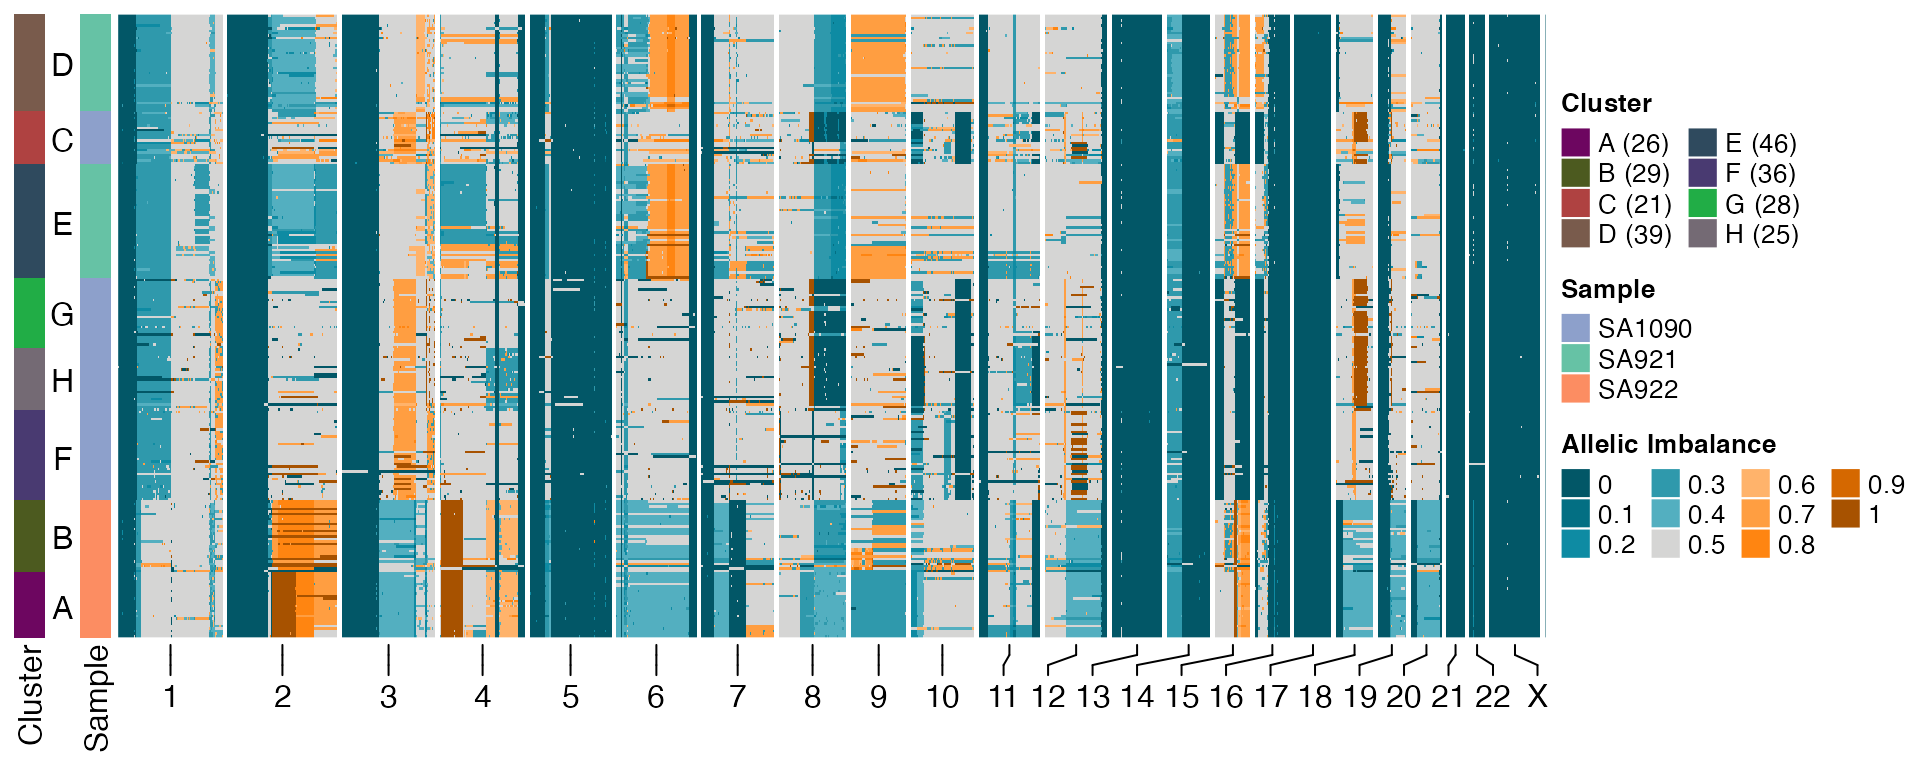 D
C
E
G
H
F
B
A
Cluster
Sample
1
2
3
4
5
6
7
8
9
10
11
12
13
14
15
16
17
18
19
20
21
22
X
Cluster
A (26)
B (29)
C (21)
D (39)
E (46)
F (36)
G (28)
H (25)
Sample
SA1090
SA921
SA922
Allelic Imbalance
0
0.1
0.2
0.3
0.4
0.5
0.6
0.7
0.8
0.9
1